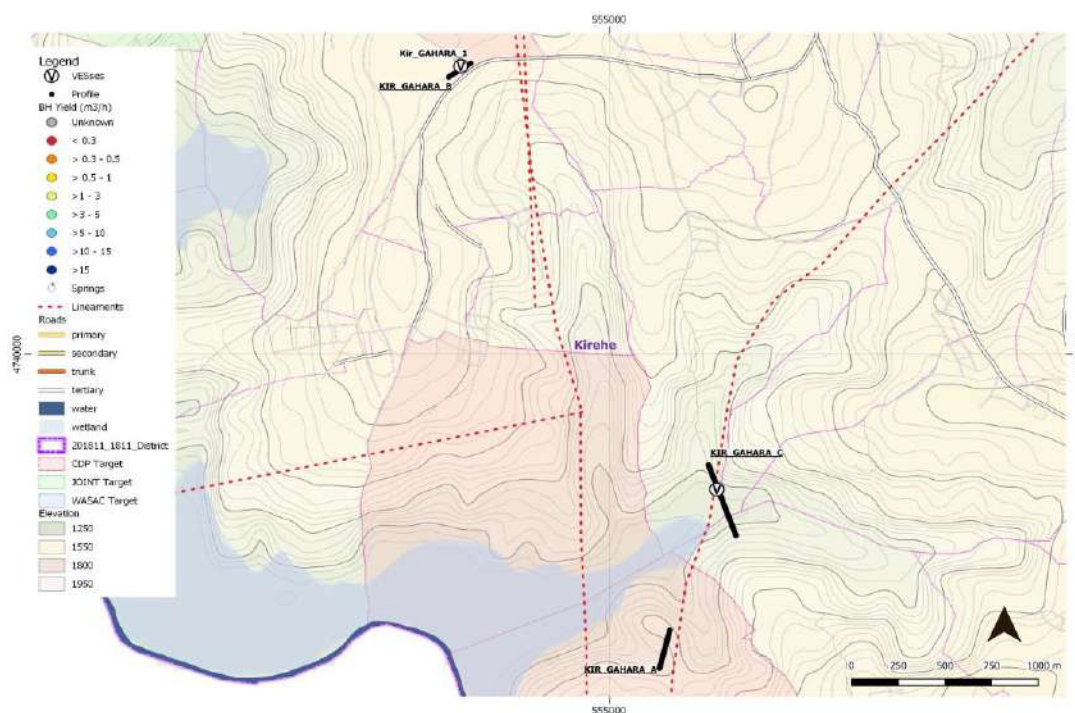 555000
Legend
VESses
Profile
BH Yield (m3/h)
Unknown
< 0.3
> 0.3 - 0.5
> 0.5 - 1
>1 - 3
>3 - 5
>5 - 10
>10 - 15
>15
Springs
Lineaments
Roads
primary
secondary
trunk
tertiary
water
wetland
201811_1811_District
CDP Target
JOINT Target
WASAC Target
Elevation
1250
1550
1800
1950
Kir_GAHARA_1
KIR_GAHARA_B
4740000
Kirehe
KIR_GAHARA_C
KIR_GAHARA_A
0 250 500 750 1000 m
555000